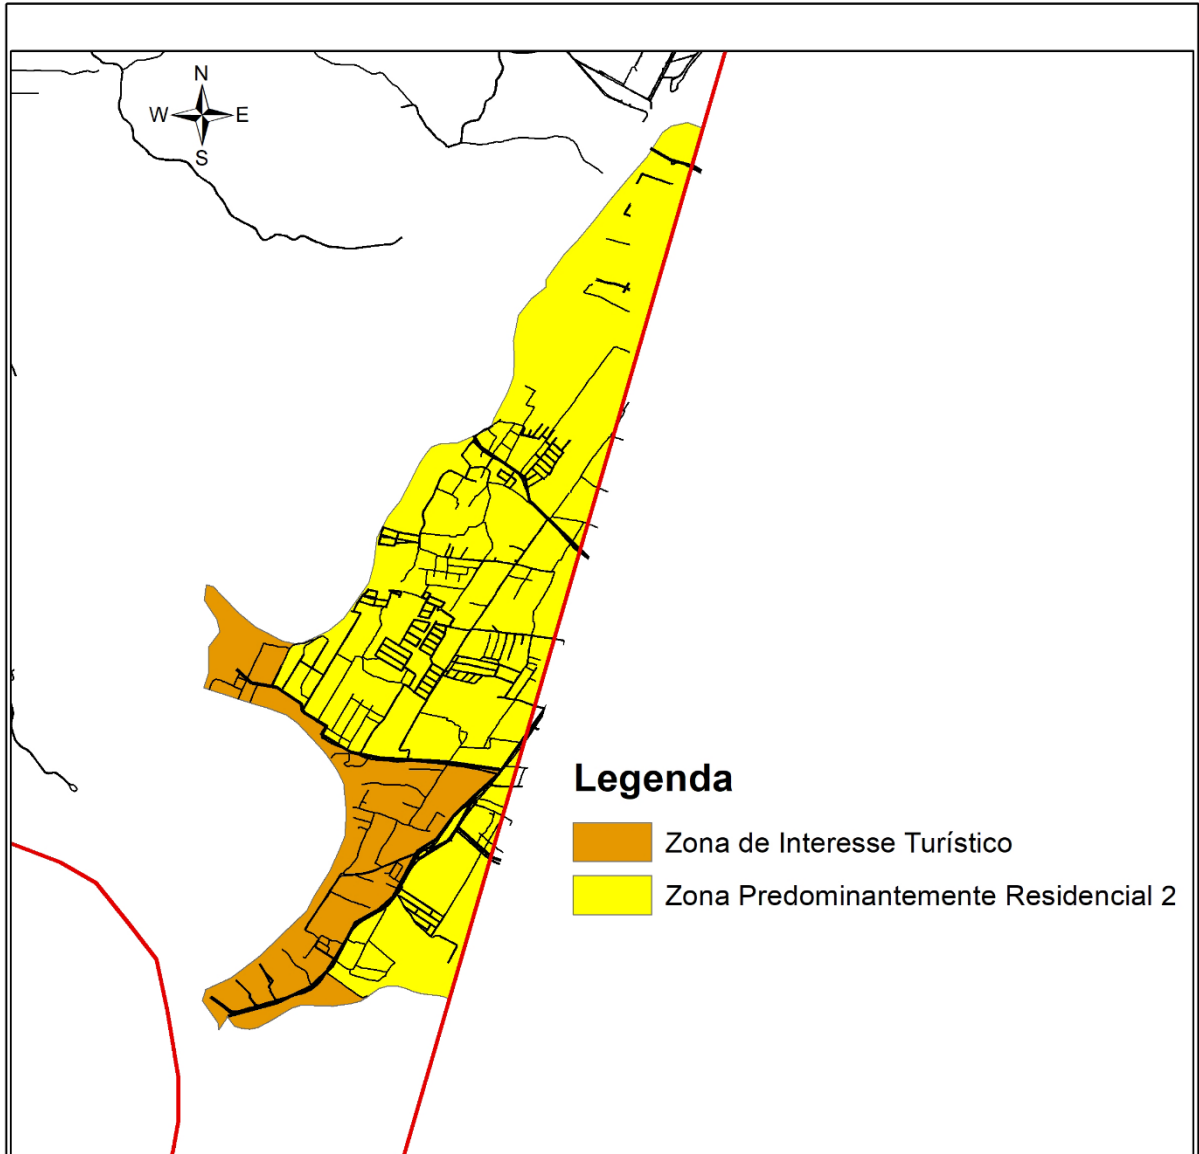 N
W E
S
Legenda
Zona de Interesse Turístico
Zona Predominantemente Residencial 2